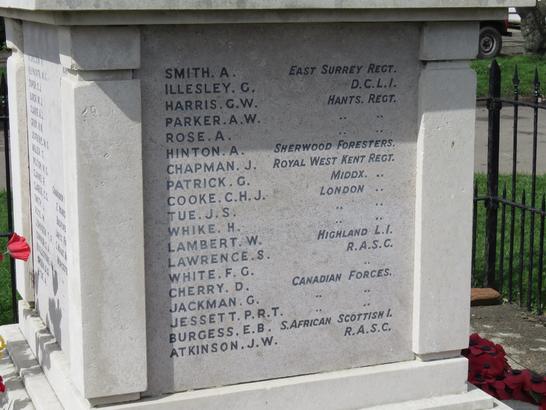 SMITH. A. EAST SURREY REGT.
ILLESLEY. G. D.C.L.I.
HARRIS. G.W. HANTS. REGT.
PARKER. A.W. " "
ROSE. A. " "
HINTON. A. SHERWOOD FORESTERS.
CHAPMAN. J. ROYAL WEST KENT REGT.
PATRICK. G. MIDDX. "
COOKE. C.H.J. LONDON "
TUE. J.S. " "
WHIKE. H. " "
LAMBERT. W. HIGHLAND L.I.
LAWRENCE. S. R.A.S.C.
WHITE. F.G. "
CHERRY. D. CANADIAN FORCES.
JACKMAN. G. " "
JESSETT. P.R.T. " "
BURGESS. E.B. S.AFRICAN SCOTTISH I.
ATKINSON. J.W. R.A.S.C.